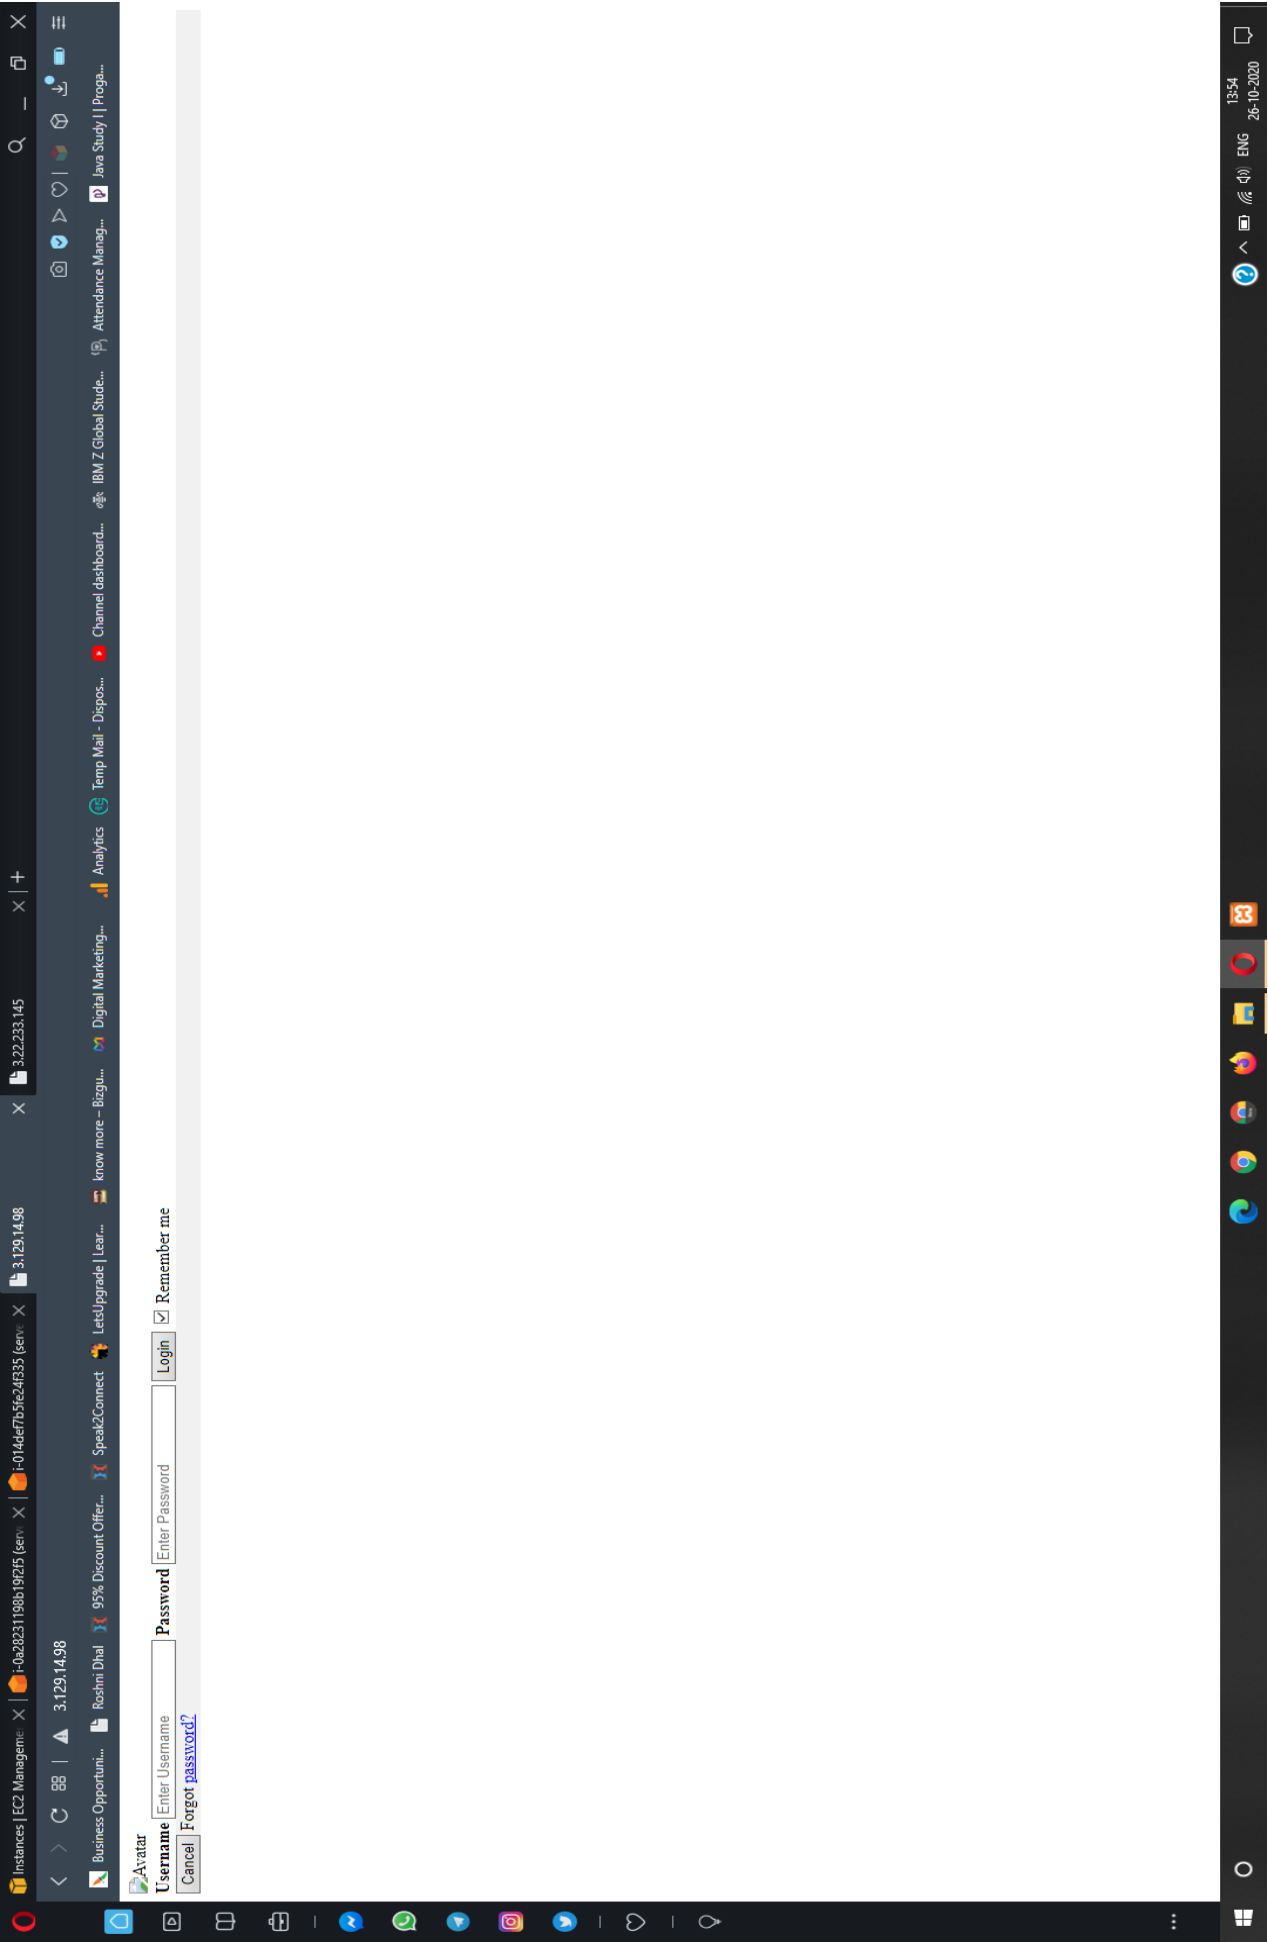 Instances | EC2 Manageme
i-0a28231198b19f2f5 (serv
i-014def7b5fe24f335 (serve
3.129.14.98
3.22.233.145
3.129.14.98
Business Opportuni...
Roshni Dhal
95% Discount Offer...
Speak2Connect
LetsUpgrade | Lear...
know more – Bizgu...
Digital Marketing...
Analytics
Temp Mail - Dispos...
Channel dashboard...
IBM Z Global Stude...
Attendance Manag...
Java Study I | Proga...
Avatar
Username Enter Username Password Enter Password Login Remember me
Cancel Forgot password?
ENG
13:54
26-10-2020